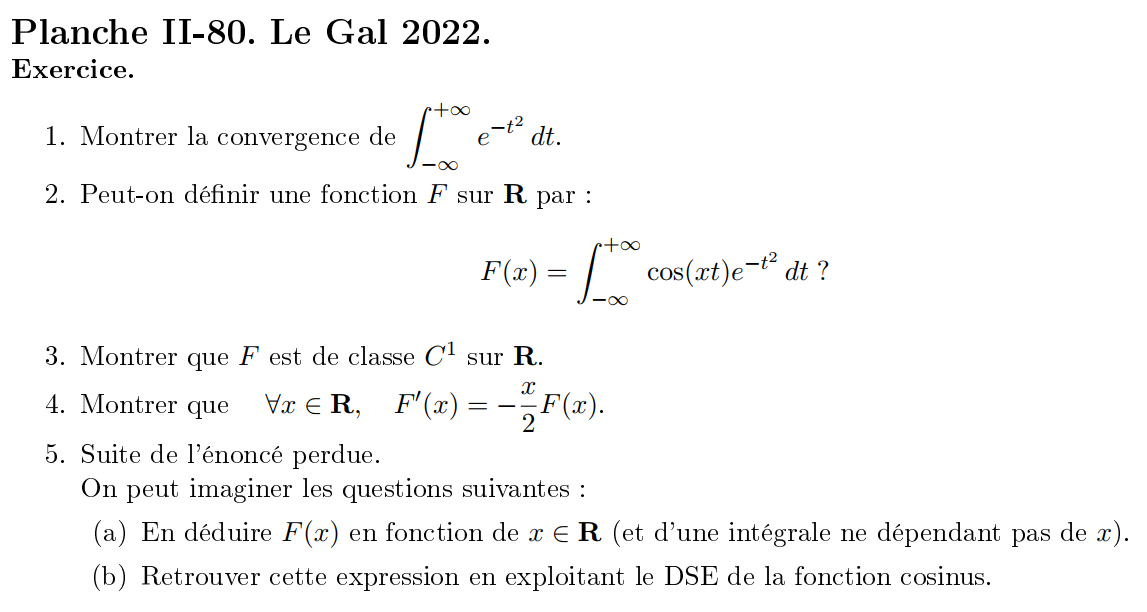 Planche II-80. Le Gal 2022.
Exercice.
1. Montrer la convergence de $\int_{-\infty}^{+\infty} e^{-t^2} \, dt.$
2. Peut-on définir une fonction $F$ sur $\mathbf{R}$ par :
$F(x) = \int_{-\infty}^{+\infty} \cos(xt)e^{-t^2} \, dt$ ?
3. Montrer que $F$ est de classe $C^1$ sur $\mathbf{R}$.
4. Montrer que $\forall x \in \mathbf{R}, \quad F'(x) = -\frac{x}{2}F(x).$
5. Suite de l'énoncé perdue.
On peut imaginer les questions suivantes :
(a) En déduire $F(x)$ en fonction de $x \in \mathbf{R}$ (et d'une intégrale ne dépendant pas de $x$).
(b) Retrouver cette expression en exploitant le DSE de la fonction cosinus.